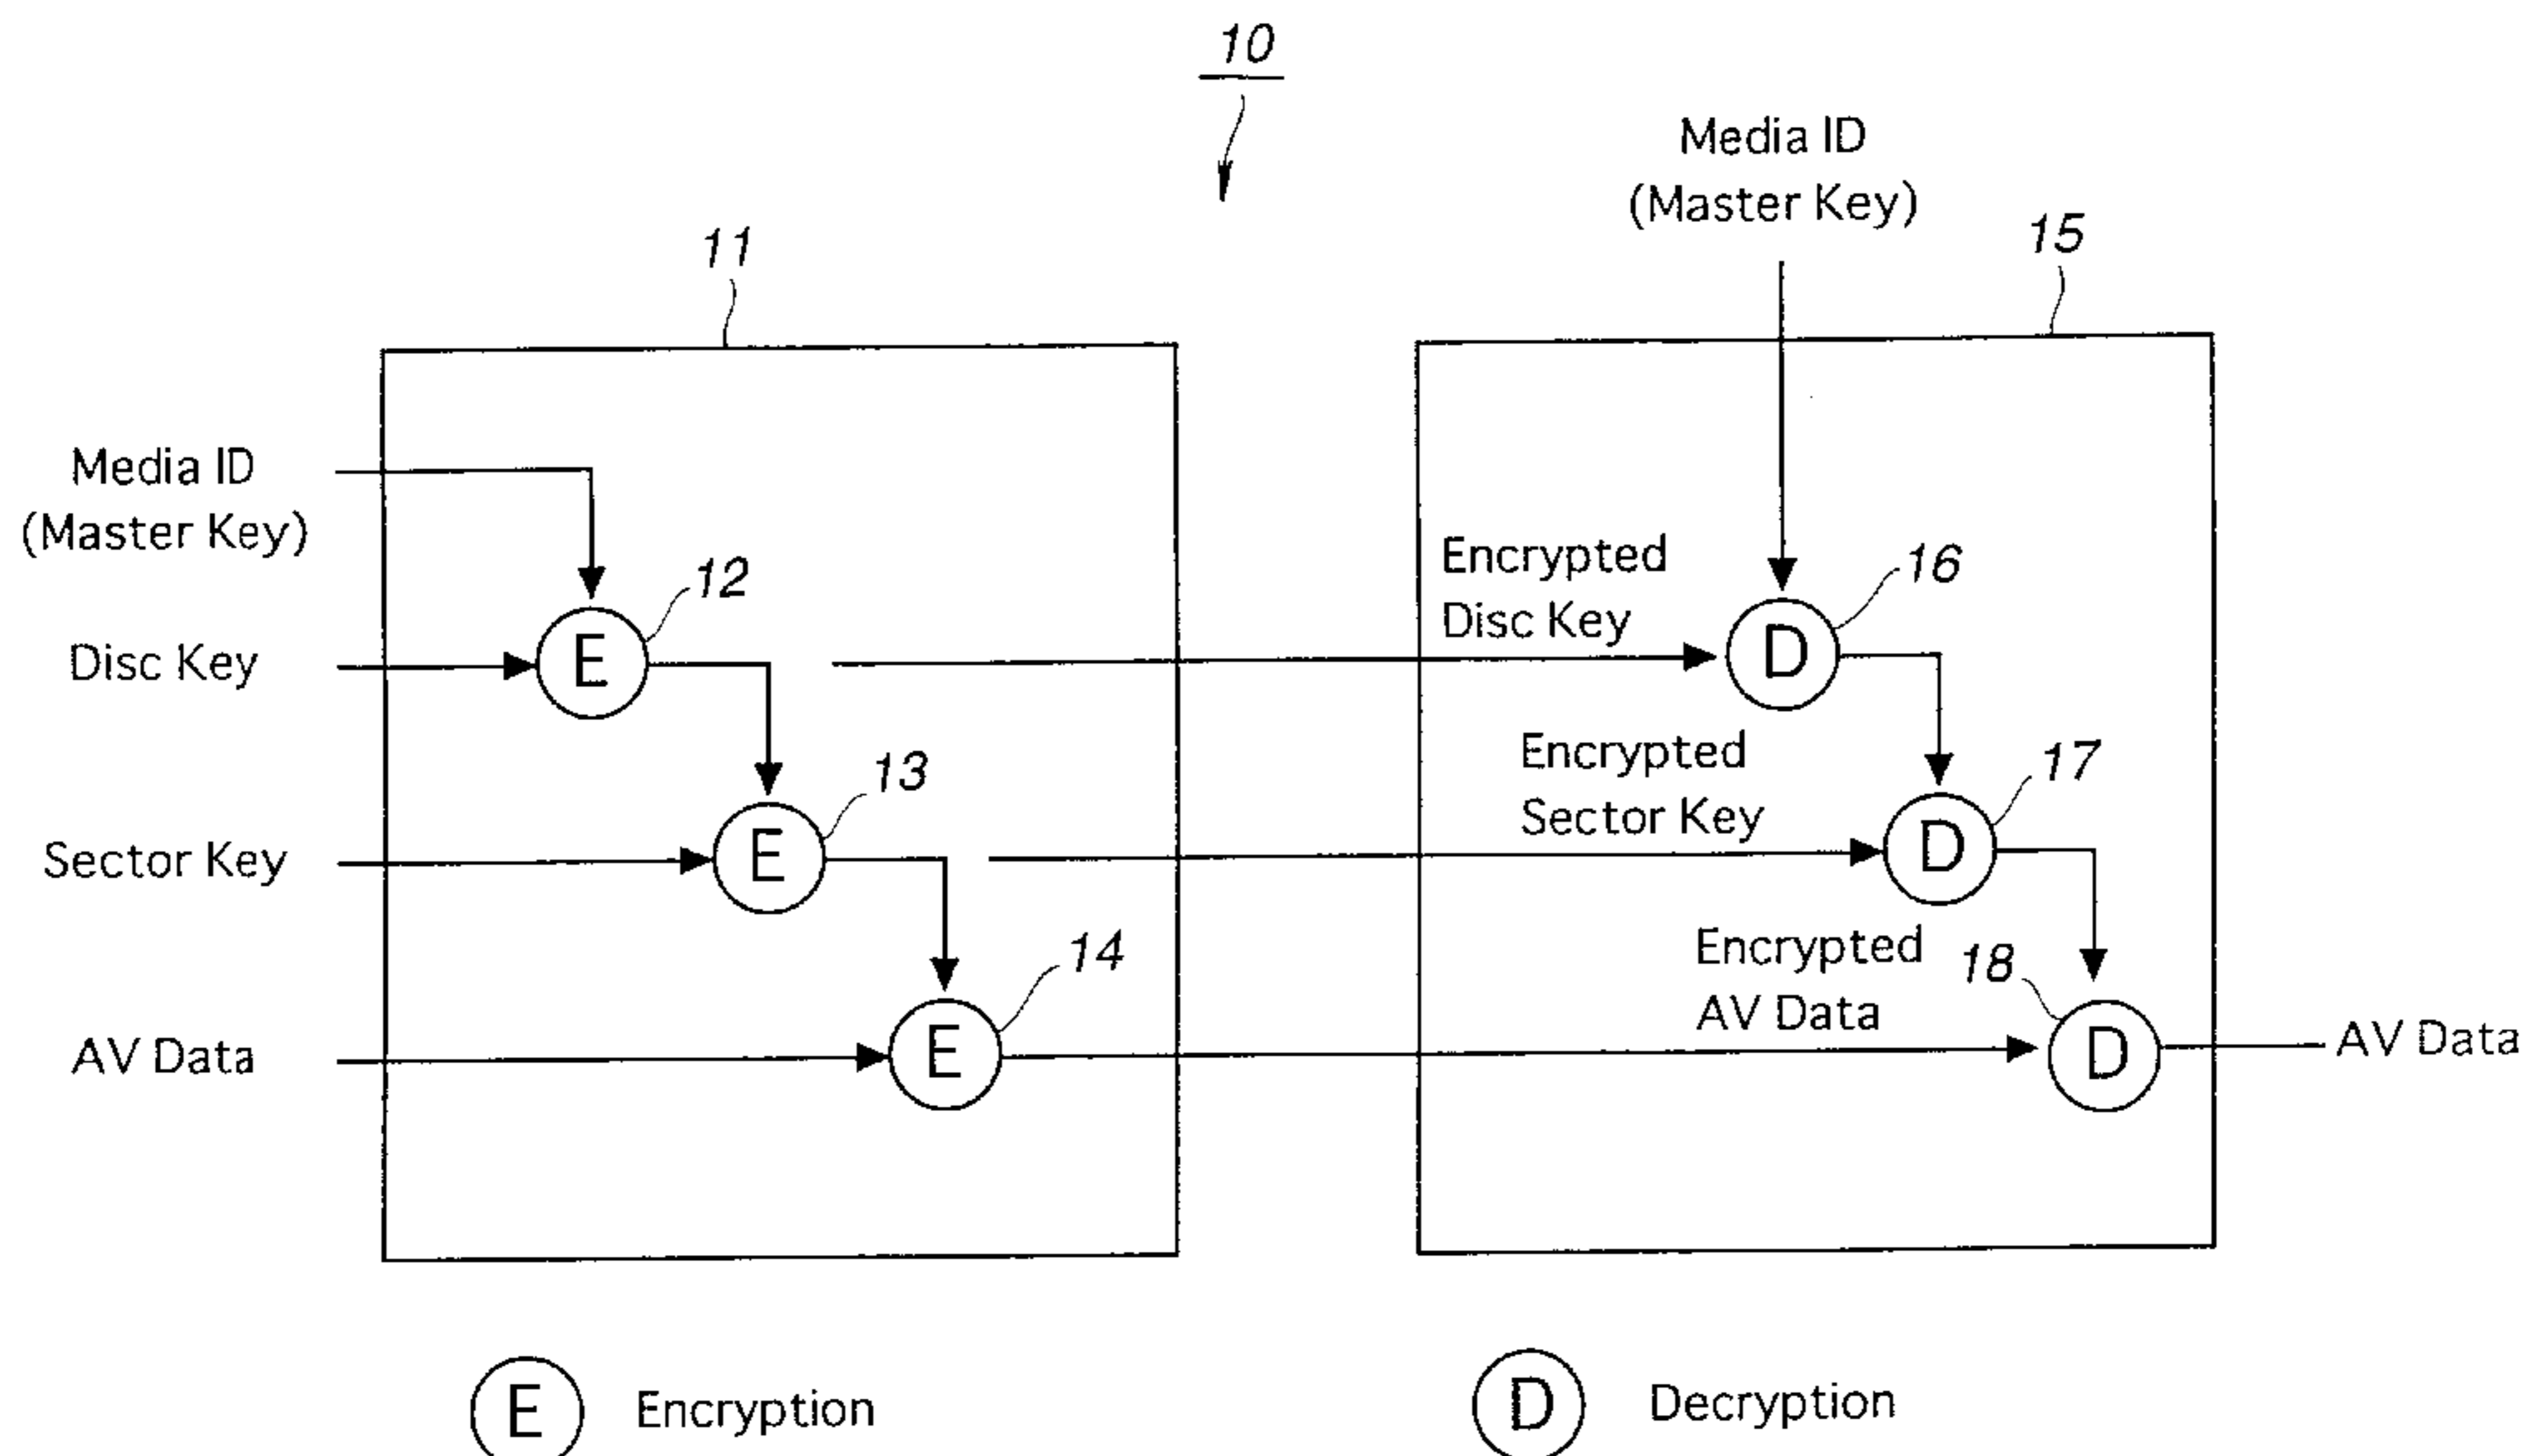 10
Media ID
(Master Key)
11
15
Media ID
(Master Key)
12
Encrypted
Disc Key
16
Disc Key
E
D
13
Encrypted
Sector Key
17
Sector Key
E
D
14
Encrypted
AV Data
18
AV Data
E
D
AV Data
E
Encryption
D
Decryption